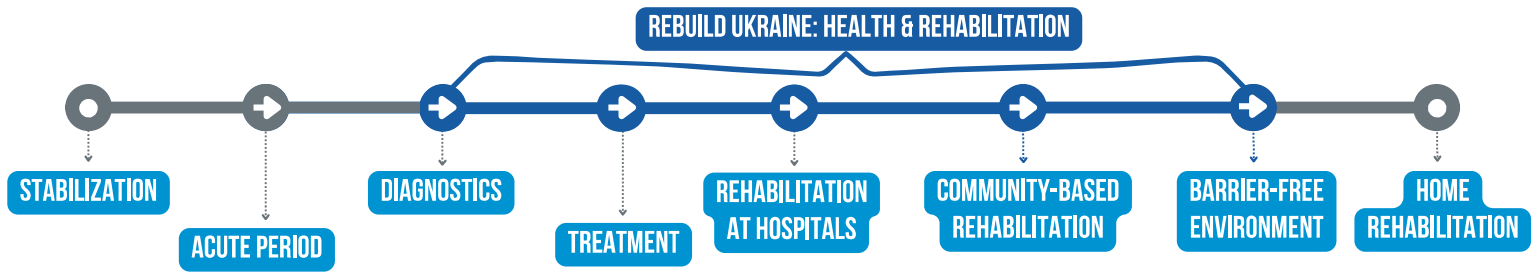 REBUILD UKRAINE: HEALTH & REHABILITATION
STABILIZATION
ACUTE PERIOD
DIAGNOSTICS
TREATMENT
REHABILITATION
AT HOSPITALS
COMMUNITY-BASED
REHABILITATION
BARRIER-FREE
ENVIRONMENT
HOME
REHABILITATION